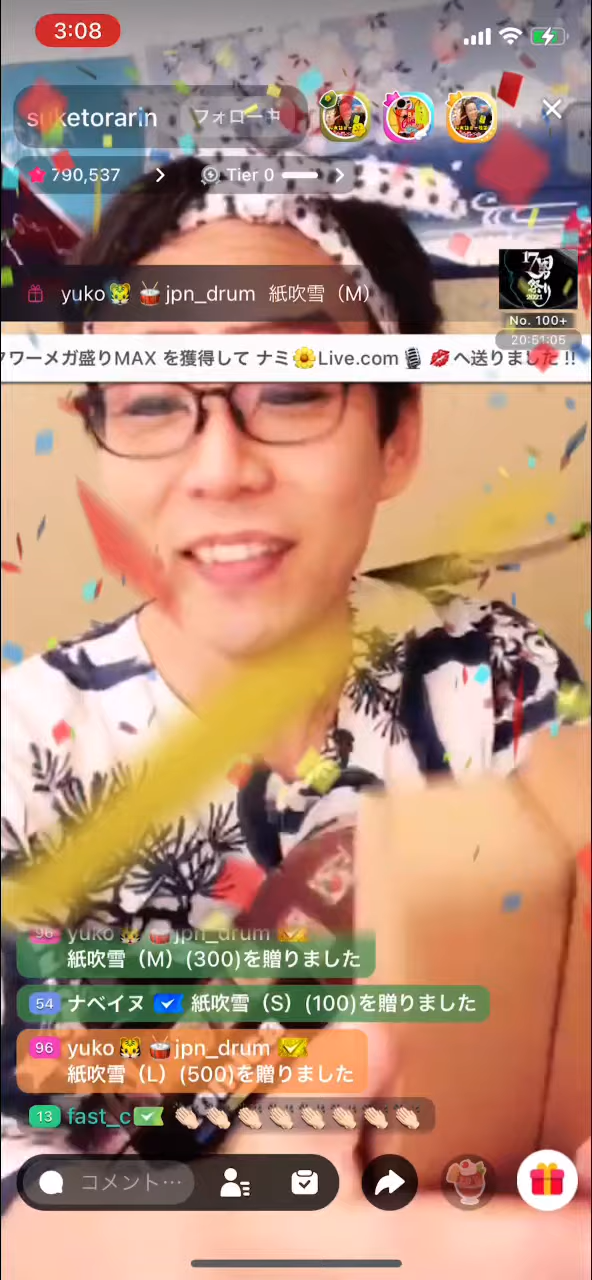 3:08
suketorarin フォロー中
790,537
Tier 0
yuko🐯 🥁jpn_drum 紙吹雪（M）
17
男
祭り
2021
No. 100+
20:51:05
ワーメガ盛りMAX を獲得して ナミ🌼Live.com🎙💋へ送りました !!
96 yuko🐯 🥁jpn_drum
紙吹雪（M）(300)を贈りました
54 ナベイヌ 紙吹雪（S）(100)を贈りました
96 yuko🐯 🥁jpn_drum
紙吹雪（L）(500)を贈りました
13 fast_c 👏🏻👏🏻👏🏻👏🏻👏🏻👏🏻👏🏻👏🏻
コメント…